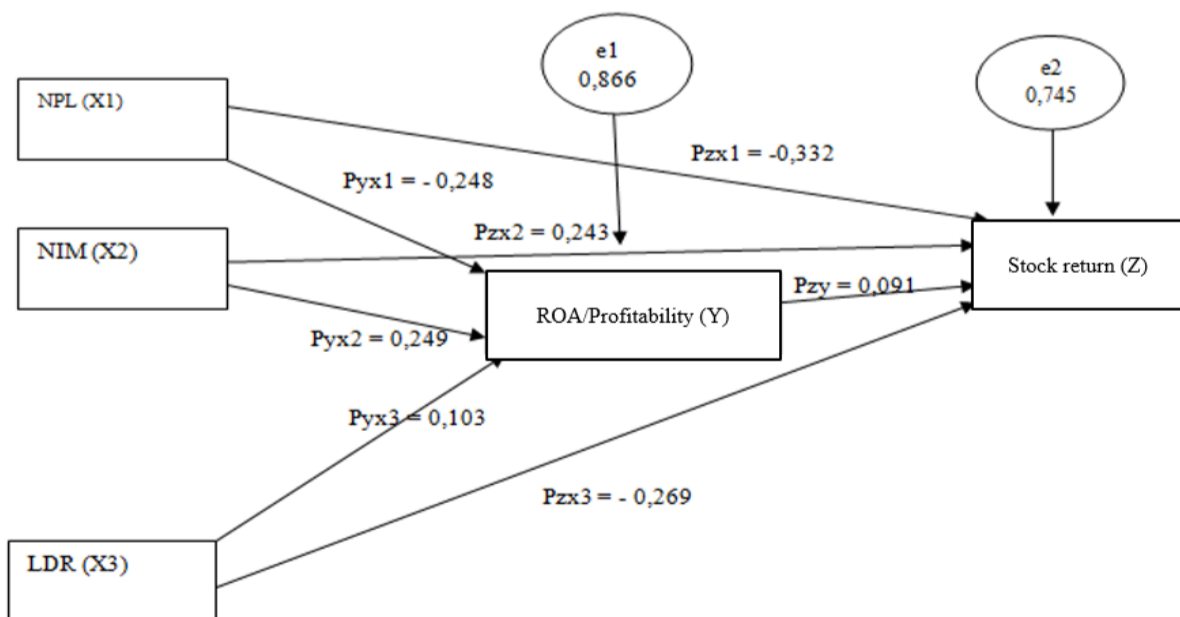 e1
0,866
e2
0,745
NPL (X1)
Pzx1 = -0,332
Pyx1 = - 0,248
Pzx2 = 0,243
NIM (X2)
Stock return (Z)
Pzy = 0,091
ROA/Profitability (Y)
Pyx2 = 0,249
Pyx3 = 0,103
Pzx3 = - 0,269
LDR (X3)